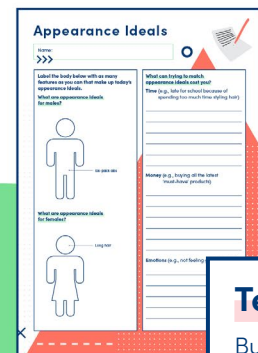 Appearance Ideals
Name:
Label the body below with as many
features as you can that make up today's
appearance ideals.
What are appearance ideals
for males?
Six pack abs
What are appearance ideals
for females?
Long hair
What can trying to match
appearance ideals cost you?
Time (e.g., late for school because of
spending too much time styling hair)
Money (e.g., buying all the latest
'must-have' products)
Emotions (e.g., not feeling
Te
Bu